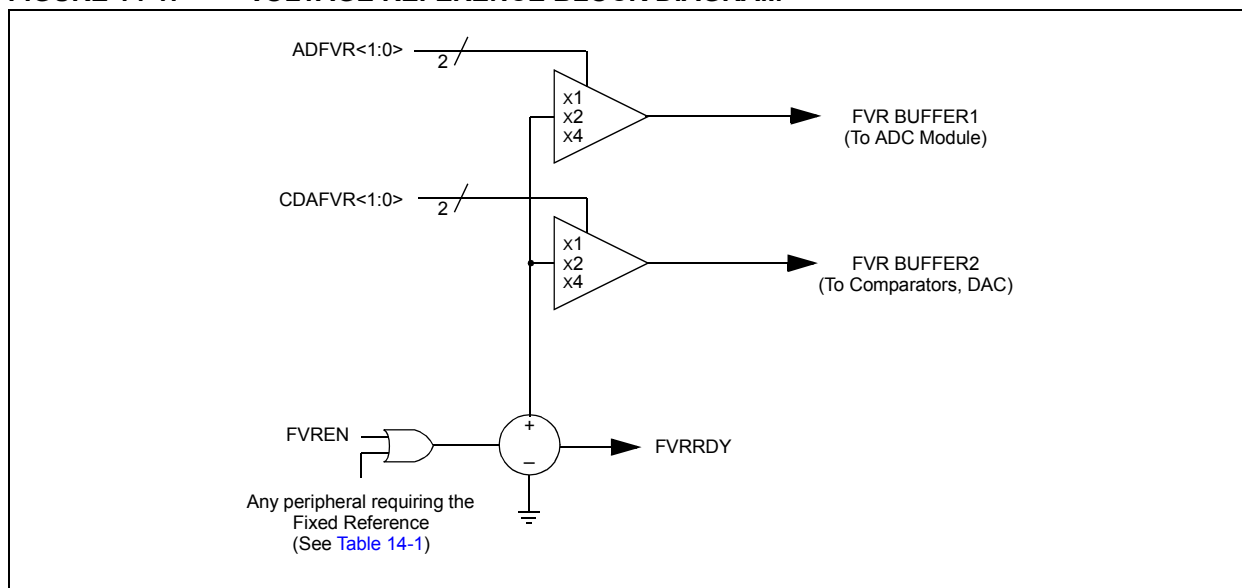 ADFVR<1:0>
2
X1
X2
X4
FVR BUFFER1
(To ADC Module)
CDAFVR<1:0>
2
X1
X2
X4
FVR BUFFER2
(To Comparators, DAC)
FVREN
+
_
FVRRDY
Any peripheral requiring the
Fixed Reference
(See Table 14-1)